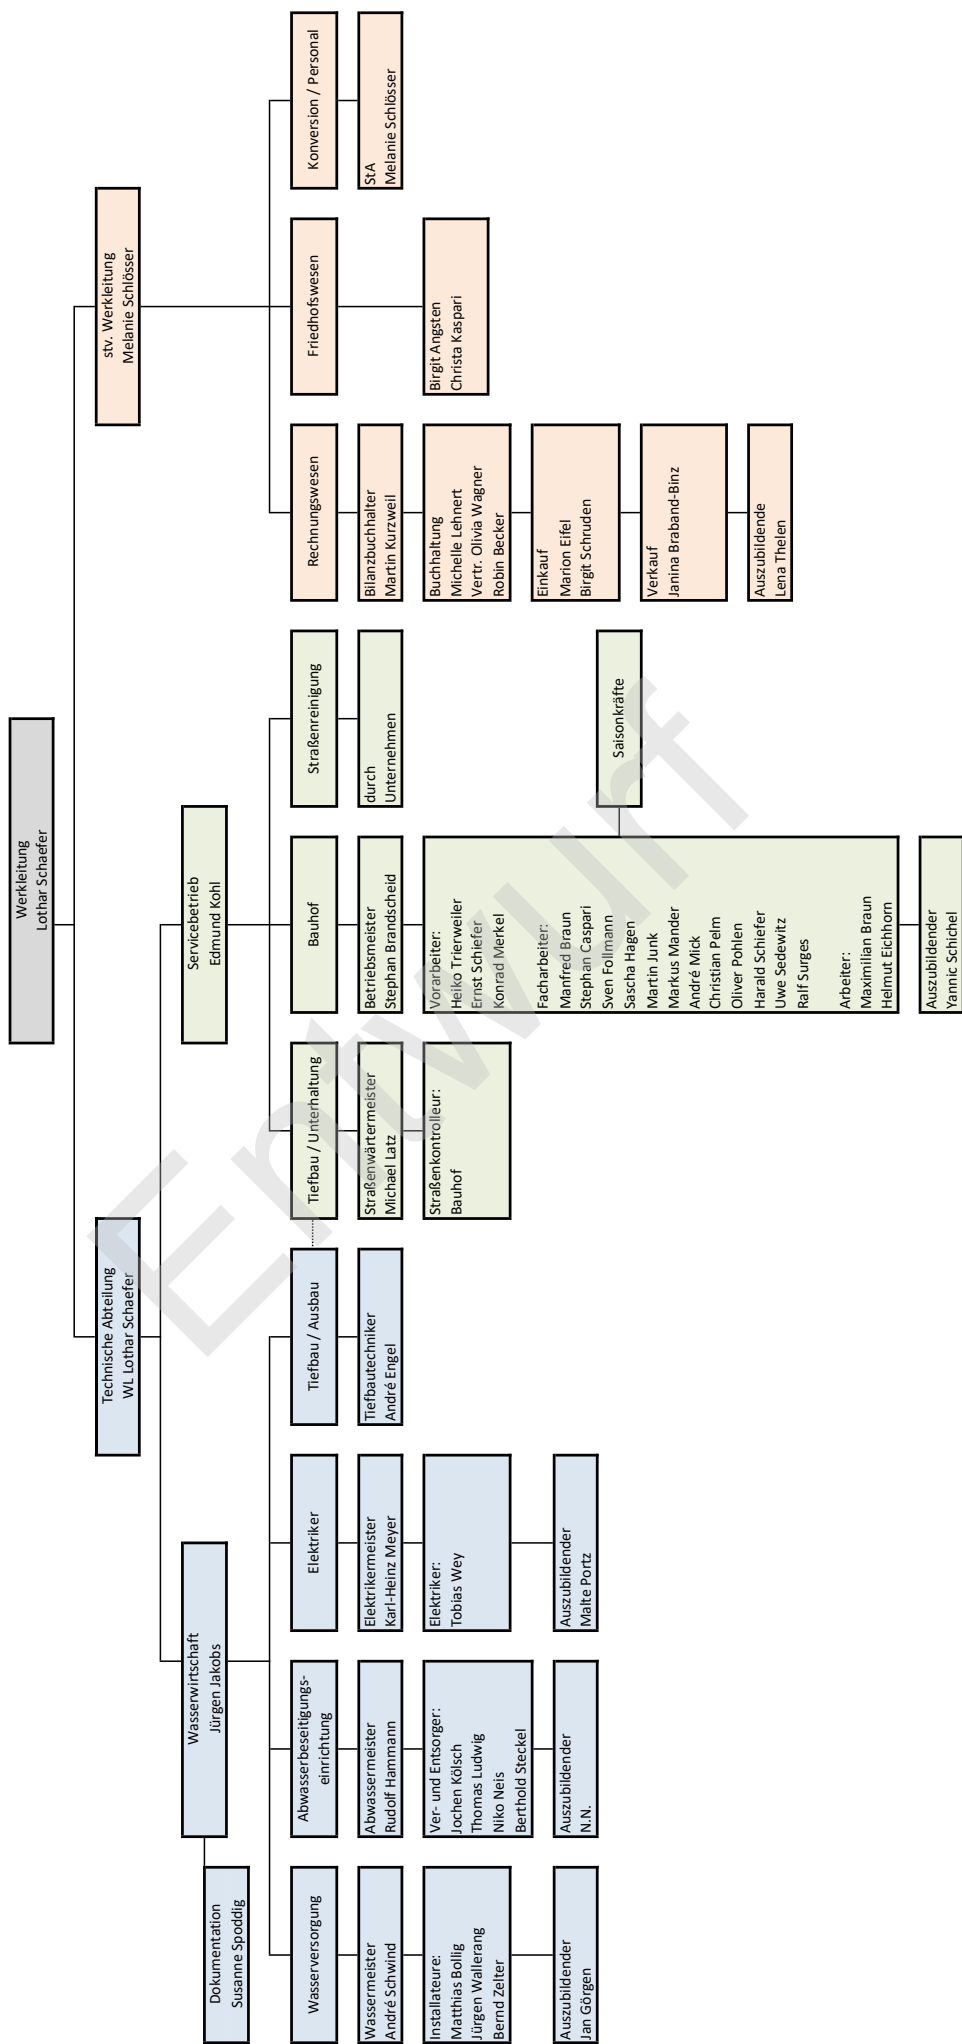 Werkleitung
Lothar Schaefer
Technische Abteilung
WL Lothar Schaefer
stv. Werkleitung
Melanie Schlösser
Wasserwirtschaft
Jürgen Jakobs
Dokumentation
Susanne Spoddig
Servicebetrieb
Edmund Kohl
Wasserversorgung
Wassermeister
André Schwind
Installateure:
Matthias Bollig
Jürgen Wallerang
Bernd Zelter
Auszubildender
Jan Görgen
Abwasserbeseitigungs-
einrichtung
Abwassermeister
Rudolf Hammann
Ver- und Entsorger:
Jochen Kölsch
Thomas Ludwig
Niko Neis
Berthold Steckel
Auszubildender
N.N.
Elektriker
Elektrikermeister
Karl-Heinz Meyer
Elektriker:
Tobias Wey
Auszubildender
Malte Portz
Tiefbau / Ausbau
Tiefbautechniker
André Engel
Tiefbau / Unterhaltung
Straßenwärtermeister
Michael Latz
Straßenkontrolleur:
Bauhof
Bauhof
Betriebsmeister
Stephan Brandscheid
Vorarbeiter:
Heiko Trierweiler
Ernst Schiefer
Konrad Merkel
Facharbeiter:
Manfred Braun
Stephan Caspari
Sven Follmann
Sascha Hagen
Martin Junk
Markus Mander
André Mick
Christian Pelm
Oliver Pohlen
Harald Schiefer
Uwe Sedewitz
Ralf Surges
Arbeiter:
Maximilian Braun
Helmut Eichhorn
Auszubildender
Yannic Schichel
Saisonkräfte
Straßenreinigung
durch
Unternehmen
Rechnungswesen
Bilanzbuchhalter
Martin Kurzweil
Buchhaltung
Michelle Lehnert
Vertr. Olivia Wagner
Robin Becker
Einkauf
Marion Eifel
Birgit Schruden
Verkauf
Janina Braband-Binz
Auszubildende
Lena Thelen
Friedhofswesen
Birgit Angsten
Christa Kaspari
Konversion / Personal
StA
Melanie Schlösser
Entwurf